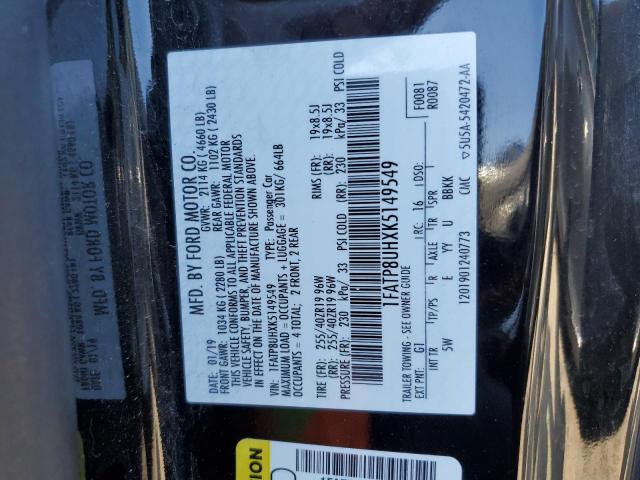 MFD. BY FORD MOTOR CO.
DATE: 01/19 GVWR: 2114 KG ( 4660 LB)
FRONT GAWR: 1034 KG ( 2280 LB) REAR GAWR: 1102 KG ( 2430 LB)
THIS VEHICLE CONFORMS TO ALL APPLICABLE FEDERAL MOTOR
VEHICLE SAFETY, BUMPER, AND THEFT PREVENTION STANDARDS
IN EFFECT ON THE DATE OF MANUFACTURE SHOWN ABOVE.
VIN: 1FATP8UHXK5149549 TYPE: Passenger Car
MAXIMUM LOAD = OCCUPANTS + LUGGAGE = 301KG/ 664LB
OCCUPANTS = 4 TOTAL; 2 FRONT, 2 REAR
TIRE (FR): 255/40ZR19 96W RIMS (FR): 19x8.5J
(RR): 255/40ZR19 96W (RR): 19x8.5J
PRESSURE (FR): 230 kPa/ 33 PSI COLD (RR): 230 kPa/ 33 PSI COLD
1FATP8UHXK5149549
F0081
R0087
TRAILER TOWING - SEE OWNER GUIDE
EXT PNT: G1 RC: 16 DSO:
INT TR TP/PS R AXLE TR SPR
5W E YY U BBKK
1201901240773 CMC 5U5A-5420472-AA